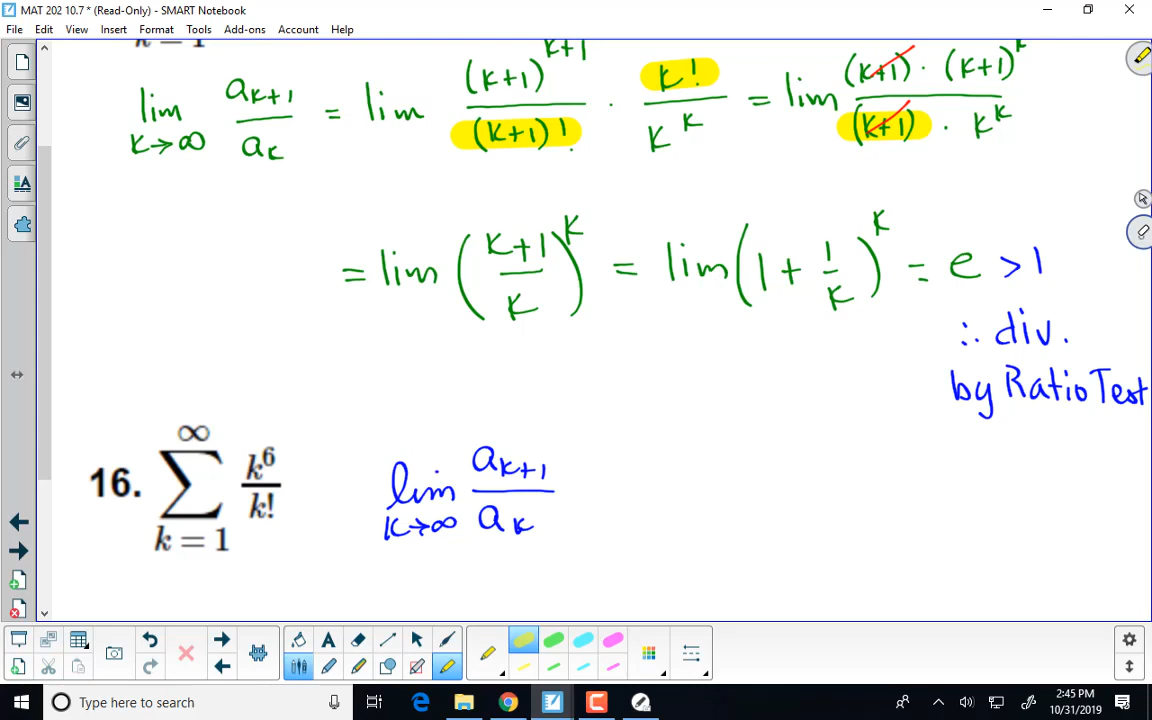 MAT 202 10.7 * (Read-Only) - SMART Notebook
File Edit View Insert Format Tools Add-ons Account Help
lim k→∞ a_{k+1}/a_k = lim (k+1)^{k+1}/(k+1)! · k!/k^k = lim (k+1) · (k+1)^k/(k+1) · k^k
= lim ((k+1)/k)^k = lim (1 + 1/k)^k = e > 1
∴ div.
by Ratio Test
16. ∑_{k = 1}^{∞} k^6/k! lim k→∞ a_{k+1}/a_k
Type here to search
2:45 PM
10/31/2019